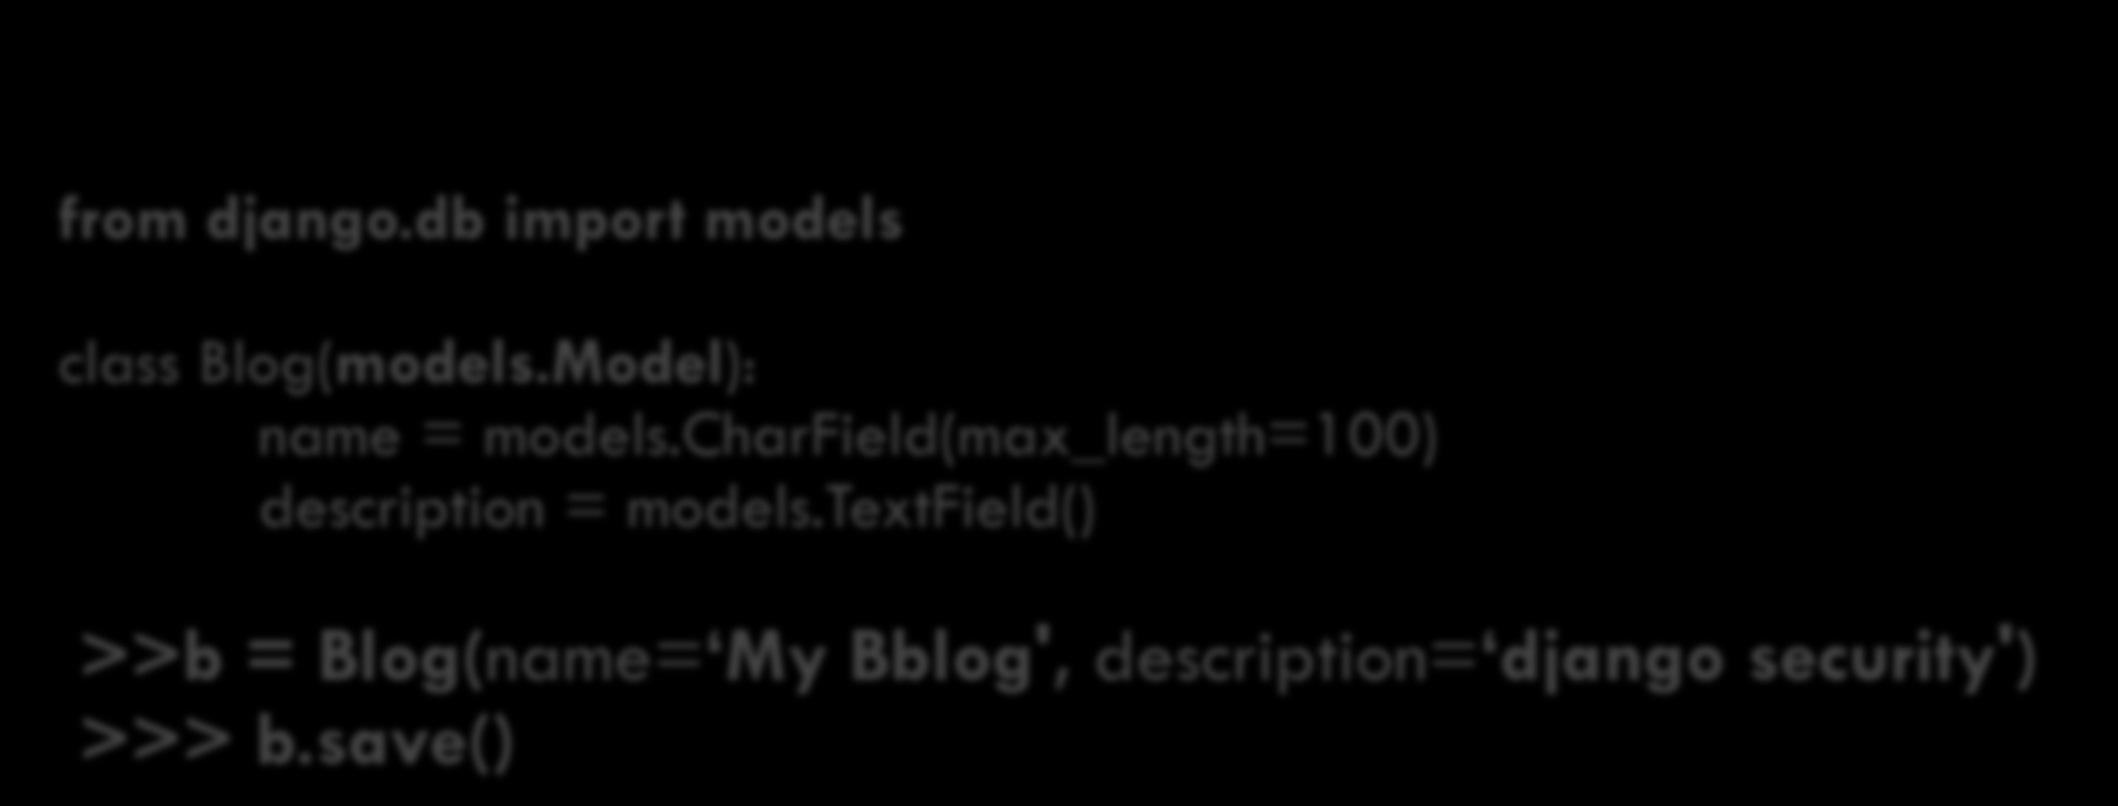 from django.db import models
class Blog(models.Model):
name = models.CharField(max_length=100)
description = models.TextField()
>>b = Blog(name=‘My Bblog', description=‘django security')
>>> b.save()